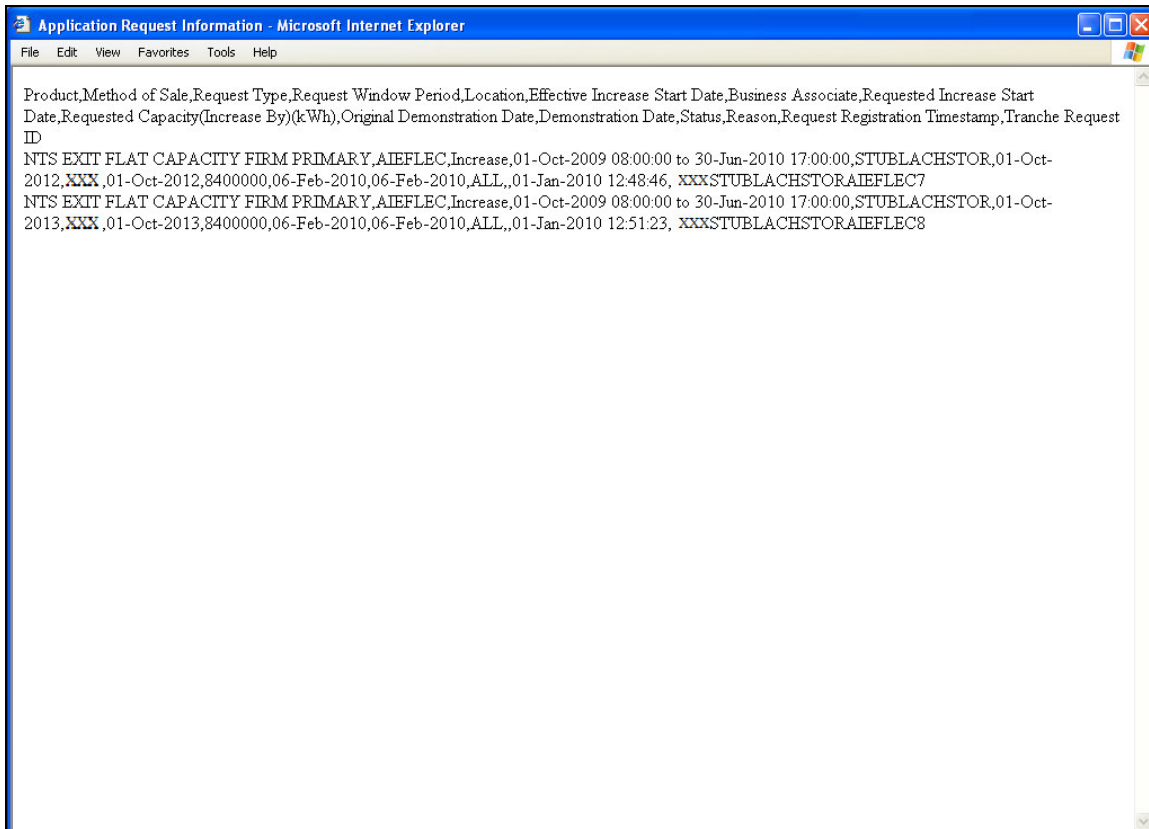 Application Request Information - Microsoft Internet Explorer
File Edit View Favorites Tools Help
Product,Method of Sale,Request Type,Request Window Period,Location,Effective Increase Start Date,Business Associate,Requested Increase Start
Date,Requested Capacity(Increase By)(kWh),Original Demonstration Date,Demonstration Date,Status,Reason,Request Registration Timestamp,Tranche Request
ID
NTS EXIT FLAT CAPACITY FIRM PRIMARY,AIEFLEC,Increase,01-Oct-2009 08:00:00 to 30-Jun-2010 17:00:00,STUBLACHSTOR,01-Oct-
2012,XXX ,01-Oct-2012,8400000,06-Feb-2010,06-Feb-2010,ALL,,01-Jan-2010 12:48:46, XXXSTUBLACHSTORAIEFLEC7
NTS EXIT FLAT CAPACITY FIRM PRIMARY,AIEFLEC,Increase,01-Oct-2009 08:00:00 to 30-Jun-2010 17:00:00,STUBLACHSTOR,01-Oct-
2013,XXX ,01-Oct-2013,8400000,06-Feb-2010,06-Feb-2010,ALL,,01-Jan-2010 12:51:23, XXXSTUBLACHSTORAIEFLEC8